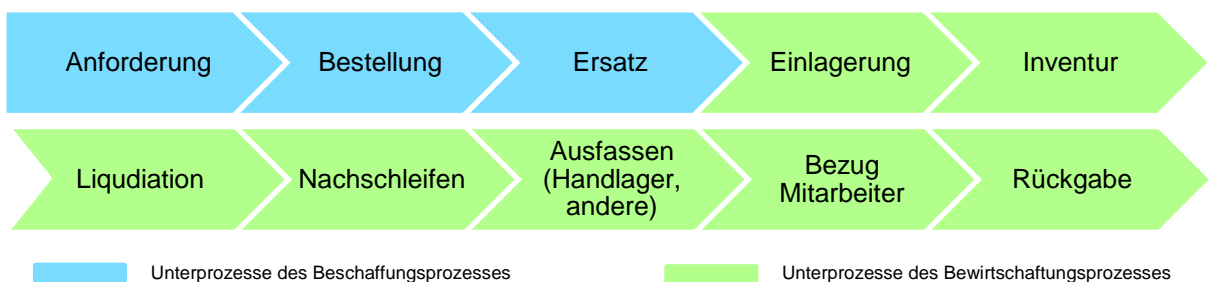 Anforderung
Bestellung
Ersatz
Einlagerung
Inventur
Liqudiation
Nachschleifen
Ausfassen
(Handlager,
andere)
Bezug
Mitarbeiter
Rückgabe
Unterprozesse des Beschaffungsprozesses
Unterprozesse des Bewirtschaftungsprozesses